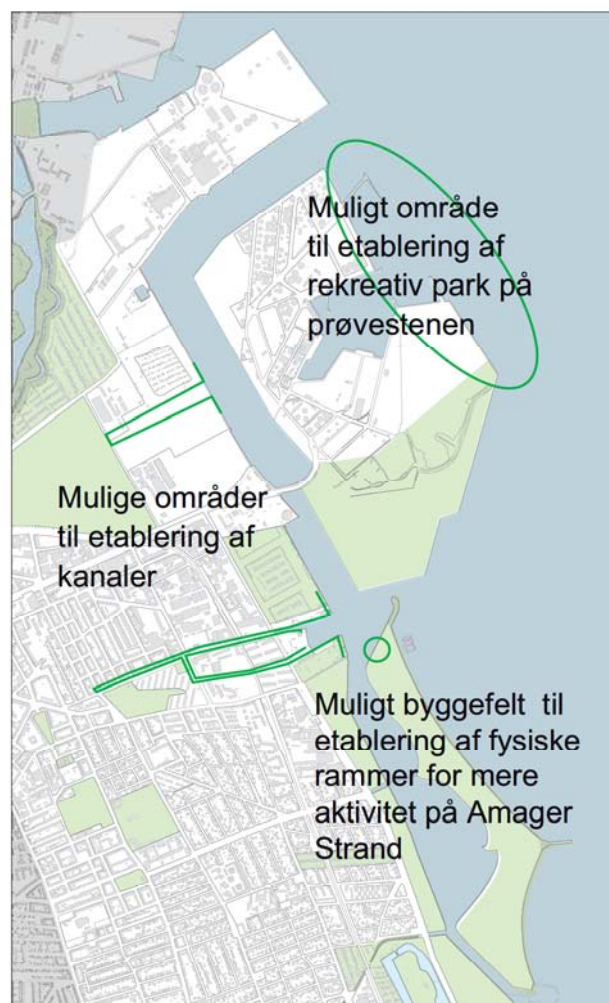 Muligt område
til etablering af
rekreativ park på
prøvestenen
Mulige områder
til etablering af
kanaler
Muligt byggefelt til
etablering af fysiske
rammer for mere
aktivitet på Amager
Strand